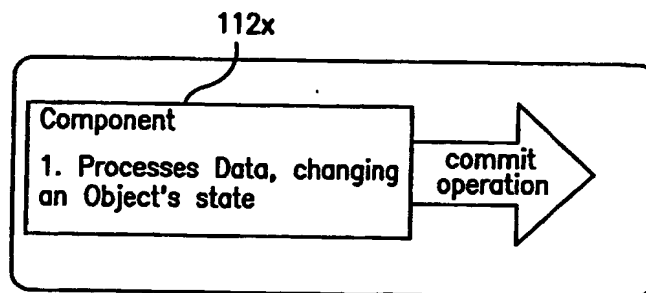 112x
Component
1. Processes Data, changing
an Object's state
commit
operation